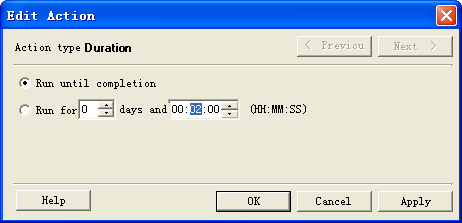 Edit Action
Action type Duration
< Previou
Next >
Run until completion
Run for 0 days and 00:02:00 (HH:MM:SS)
Help
OK
Cancel
Apply